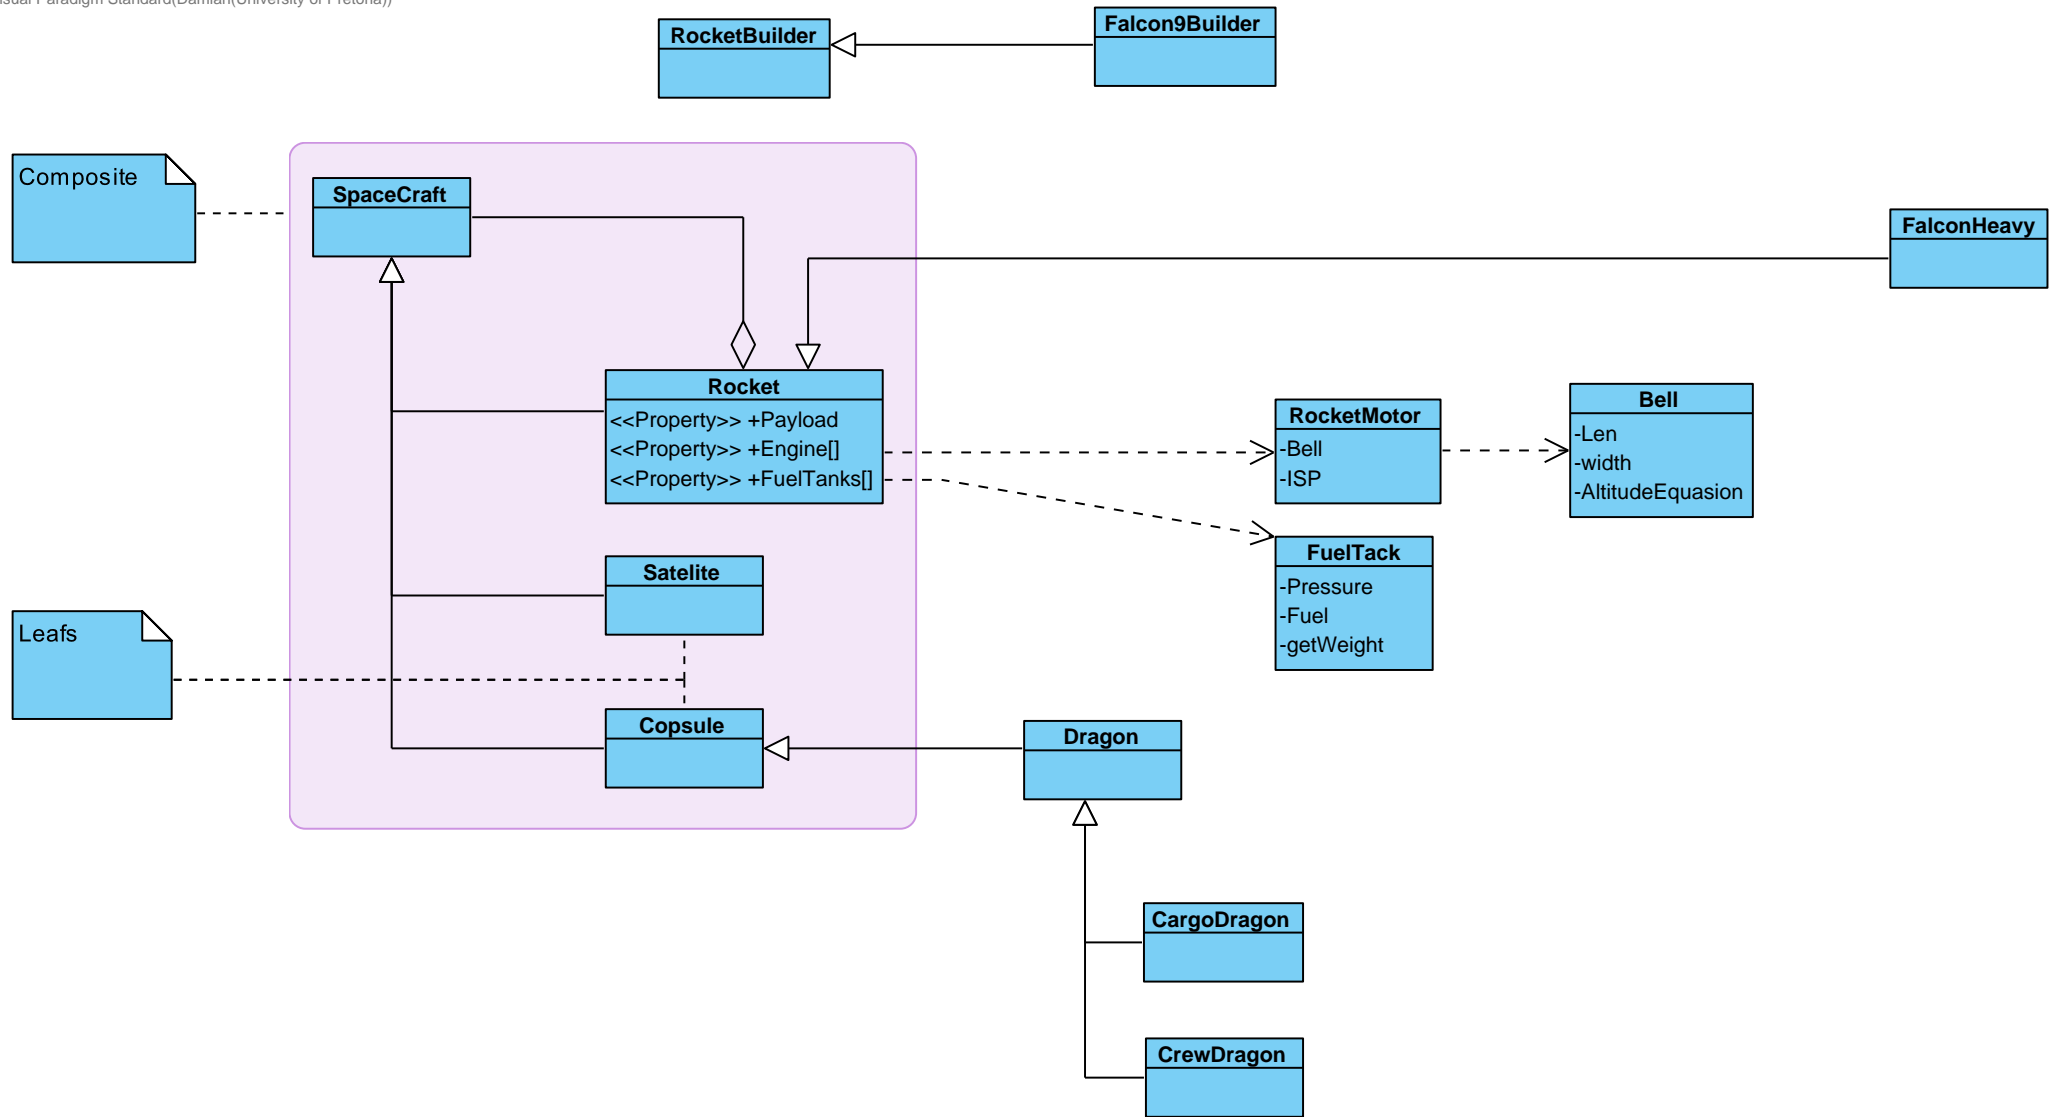 RocketBuilder
Falcon9Builder
Composite
SpaceCraft
FalconHeavy
Rocket
<<Property>> +Payload
<<Property>> +Engine[]
<<Property>> +FuelTanks[]
RocketMotor
-Bell
-ISP
Bell
-Len
-width
-AltitudeEquasion
FuelTack
-Pressure
-Fuel
-getWeight
Satelite
Leafs
Copsule
Dragon
CargoDragon
CrewDragon